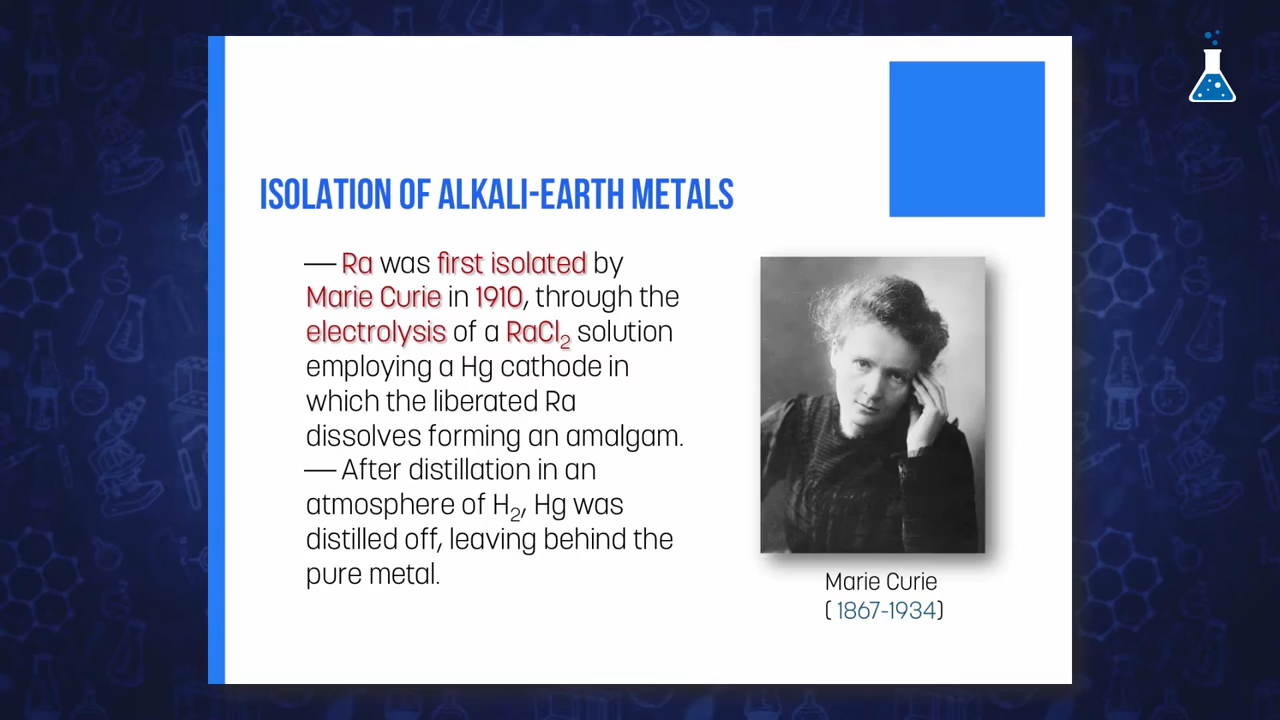 ISOLATION OF ALKALI-EARTH METALS
— Ra was first isolated by
Marie Curie in 1910, through the
electrolysis of a RaCl₂ solution
employing a Hg cathode in
which the liberated Ra
dissolves forming an amalgam.
— After distillation in an
atmosphere of H₂, Hg was
distilled off, leaving behind the
pure metal.
Marie Curie
( 1867-1934)